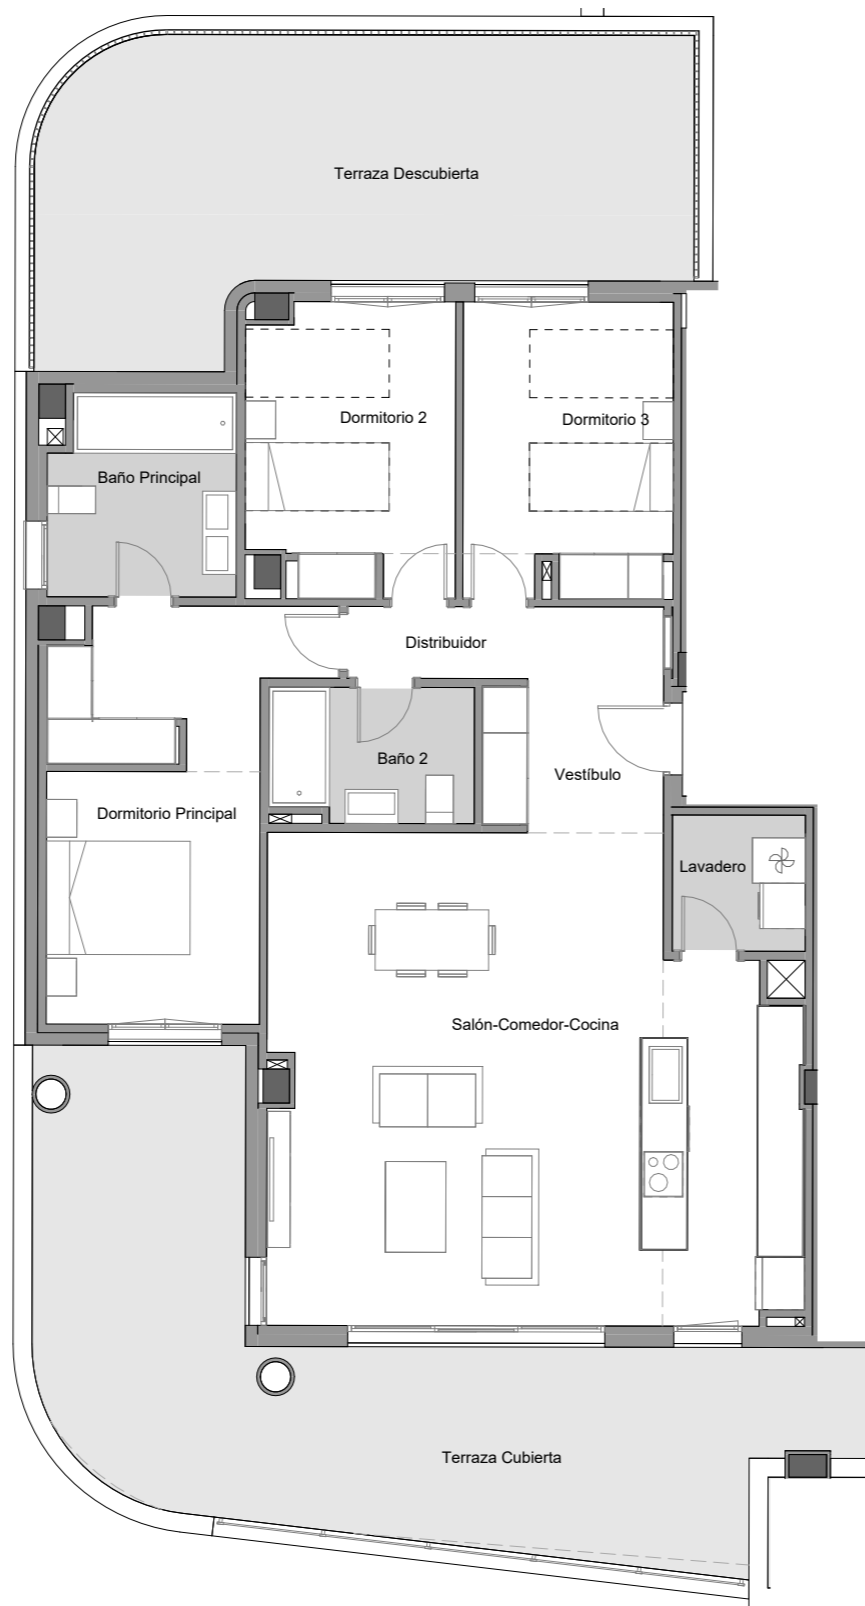 Terraza Descubierta
Dormitorio 2
Dormitorio 3
Baño Principal
Distribuidor
Baño 2
Vestíbulo
Dormitorio Principal
Lavadero
Salón-Comedor-Cocina
Terraza Cubierta